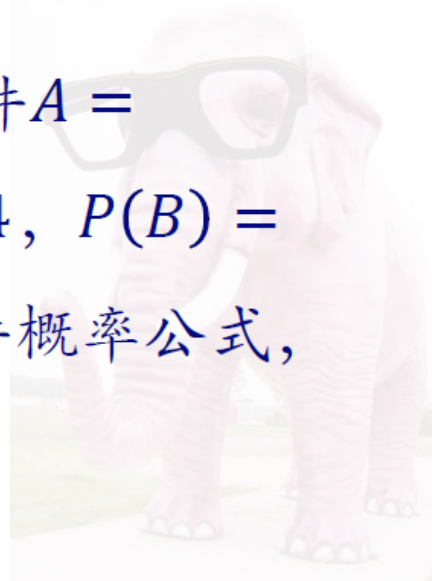 A =
, P(B) =
概率公式,